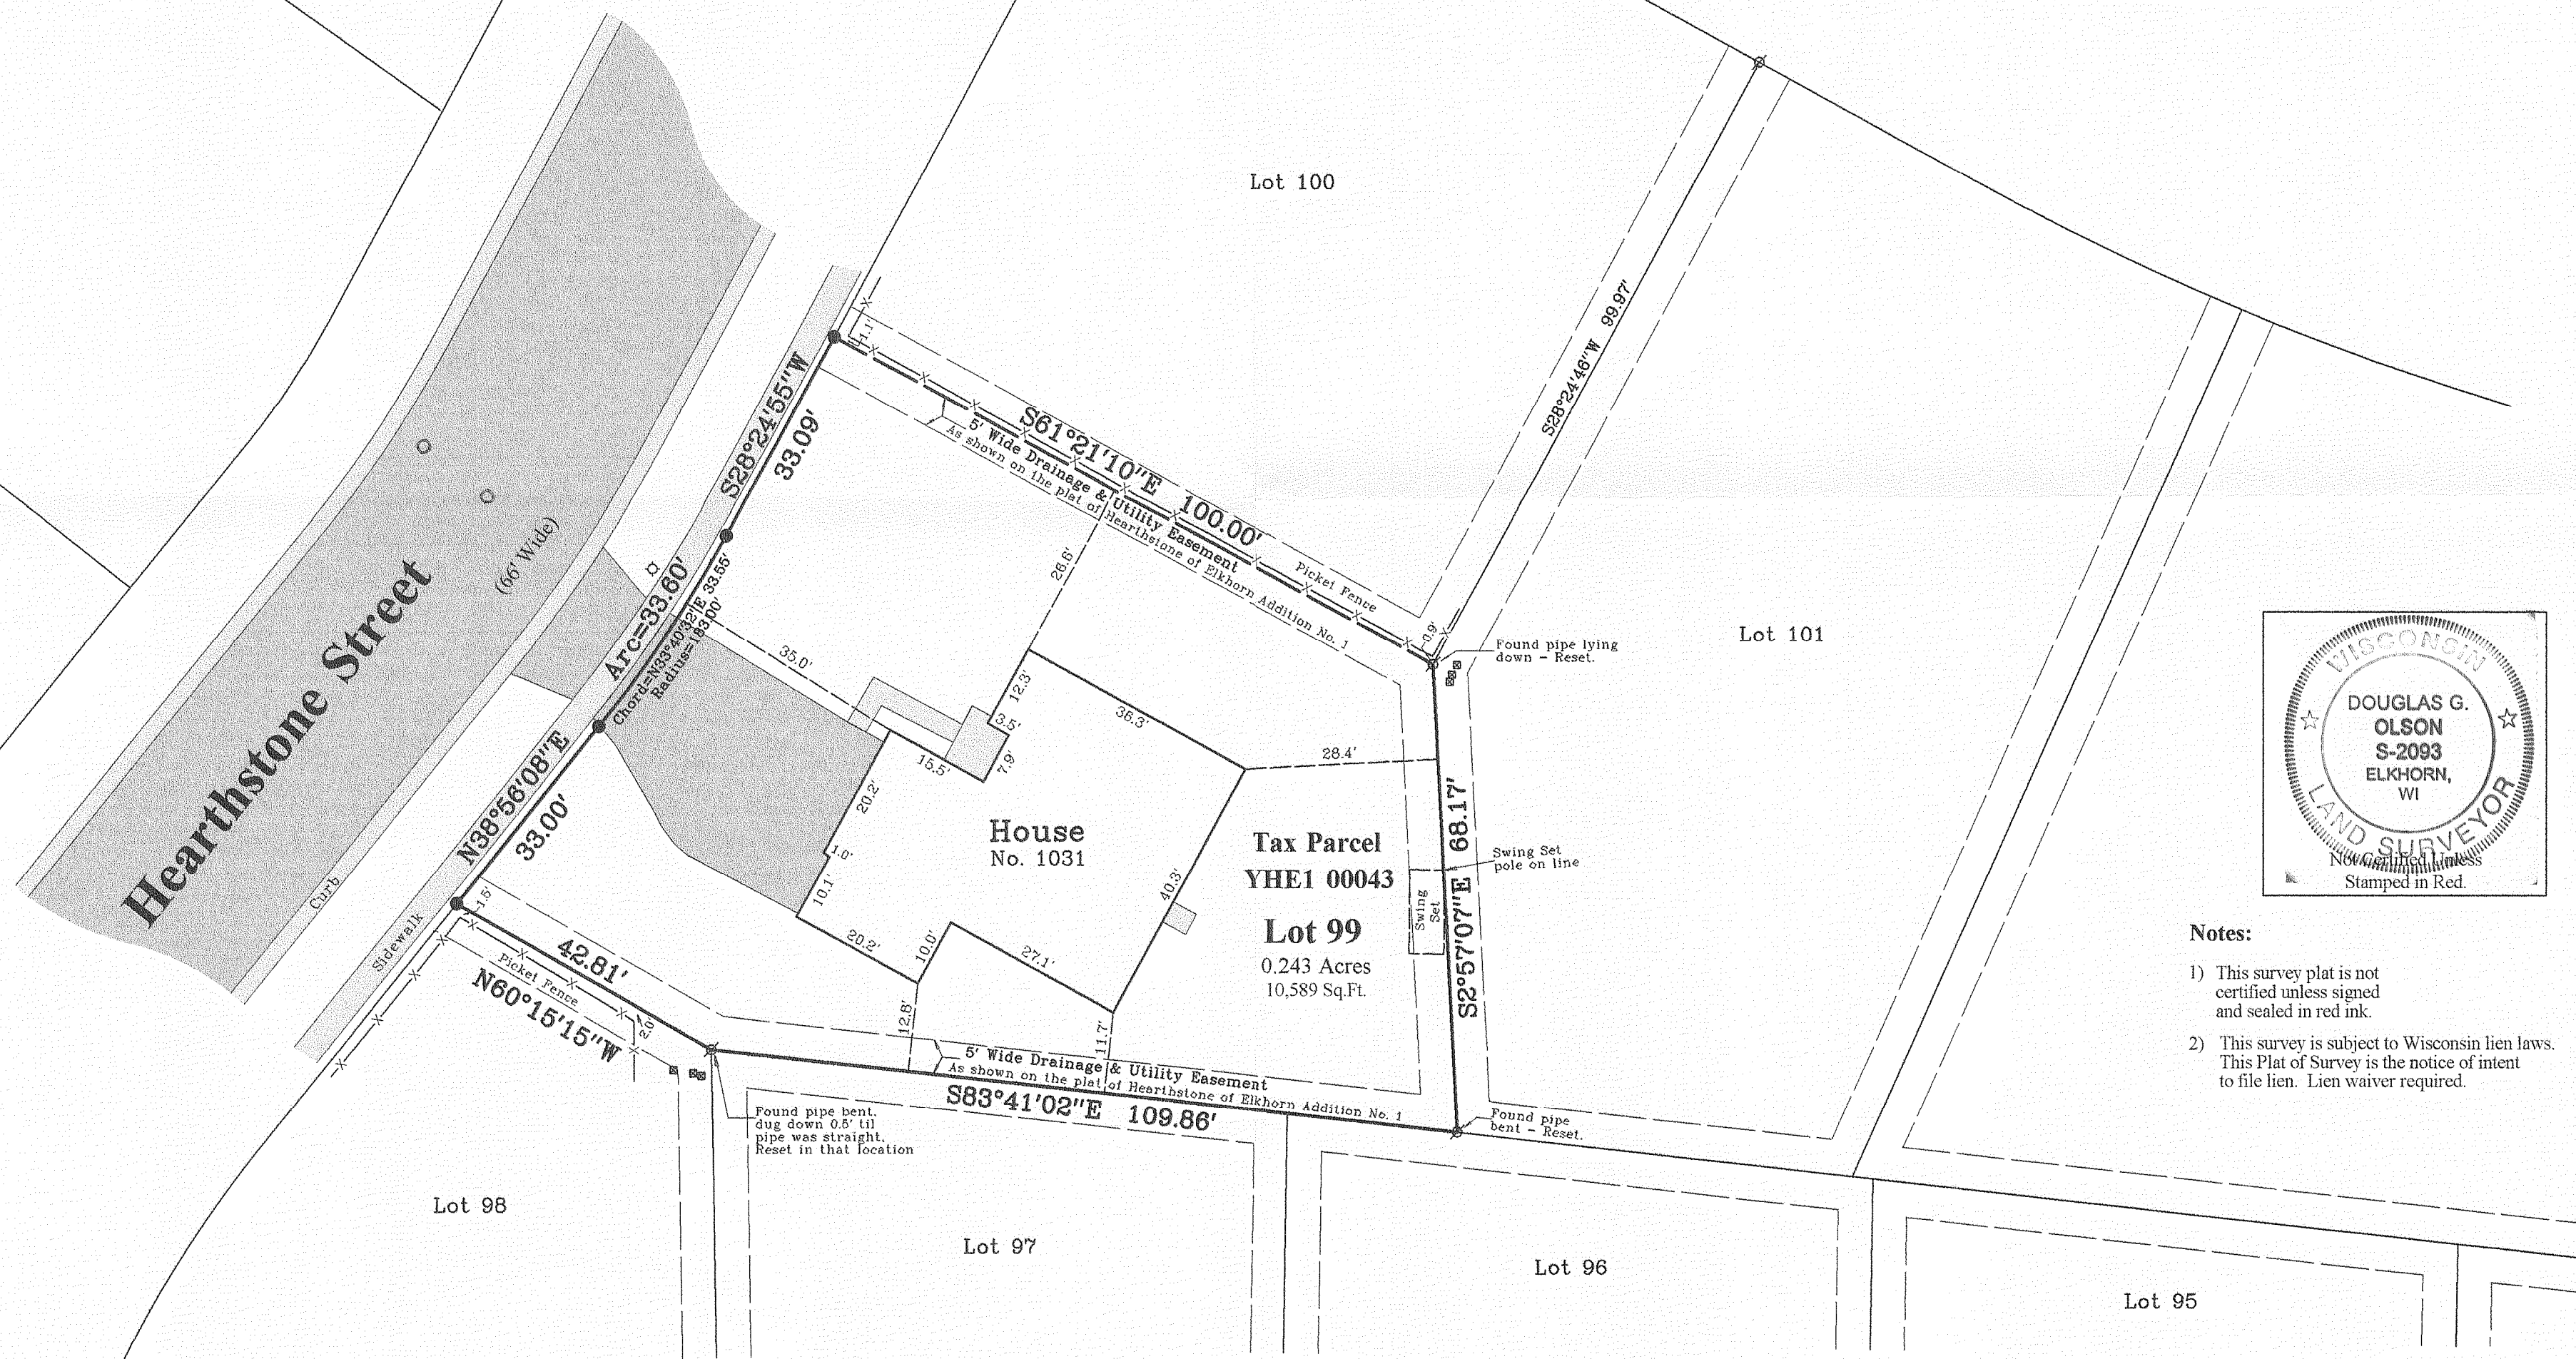 Lot 100
S28°24'46"W 99.97'
1.1'
S28°24'55"W
33.09'
S61°21'10"E 100.00'
5' Wide Drainage & Utility Easement
As shown on the plat of Hearthstone of Elkhorn Addition No. 1
Picket Fence
0.9'
Found pipe lying
down - Reset.
Lot 101
Hearthstone Street
(66' Wide)
Arc=33.60'
Chord=N33°40'32"E 33.55'
Radius=183.00'
35.0'
26.6'
12.3'
3.5'
7.9'
15.5'
36.3'
28.4'
20.2'
1.0'
10.1'
20.2'
10.0'
27.1'
40.3'
House
No. 1031
Tax Parcel
YHE1 00043
Lot 99
0.243 Acres
10,589 Sq.Ft.
Swing
Set
Swing Set
pole on line
S2°57'07"E 68.17'
N38°56'08"E
33.00'
Curb
Sidewalk
1.5'
42.81'
Picket Fence
N60°15'15"W
2.0'
12.8'
11.7'
5' Wide Drainage & Utility Easement
As shown on the plat of Hearthstone of Elkhorn Addition No. 1
S83°41'02"E 109.86'
Found pipe bent,
dug down 0.5' til
pipe was straight.
Reset in that location
Found pipe
bent - Reset.
Lot 98
Lot 97
Lot 96
Lot 95
WISCONSIN
DOUGLAS G.
OLSON
S-2093
ELKHORN,
WI
LAND SURVEYOR
Not Certified Unless
Stamped in Red.
Notes:
1) This survey plat is not
certified unless signed
and sealed in red ink.
2) This survey is subject to Wisconsin lien laws.
This Plat of Survey is the notice of intent
to file lien. Lien waiver required.